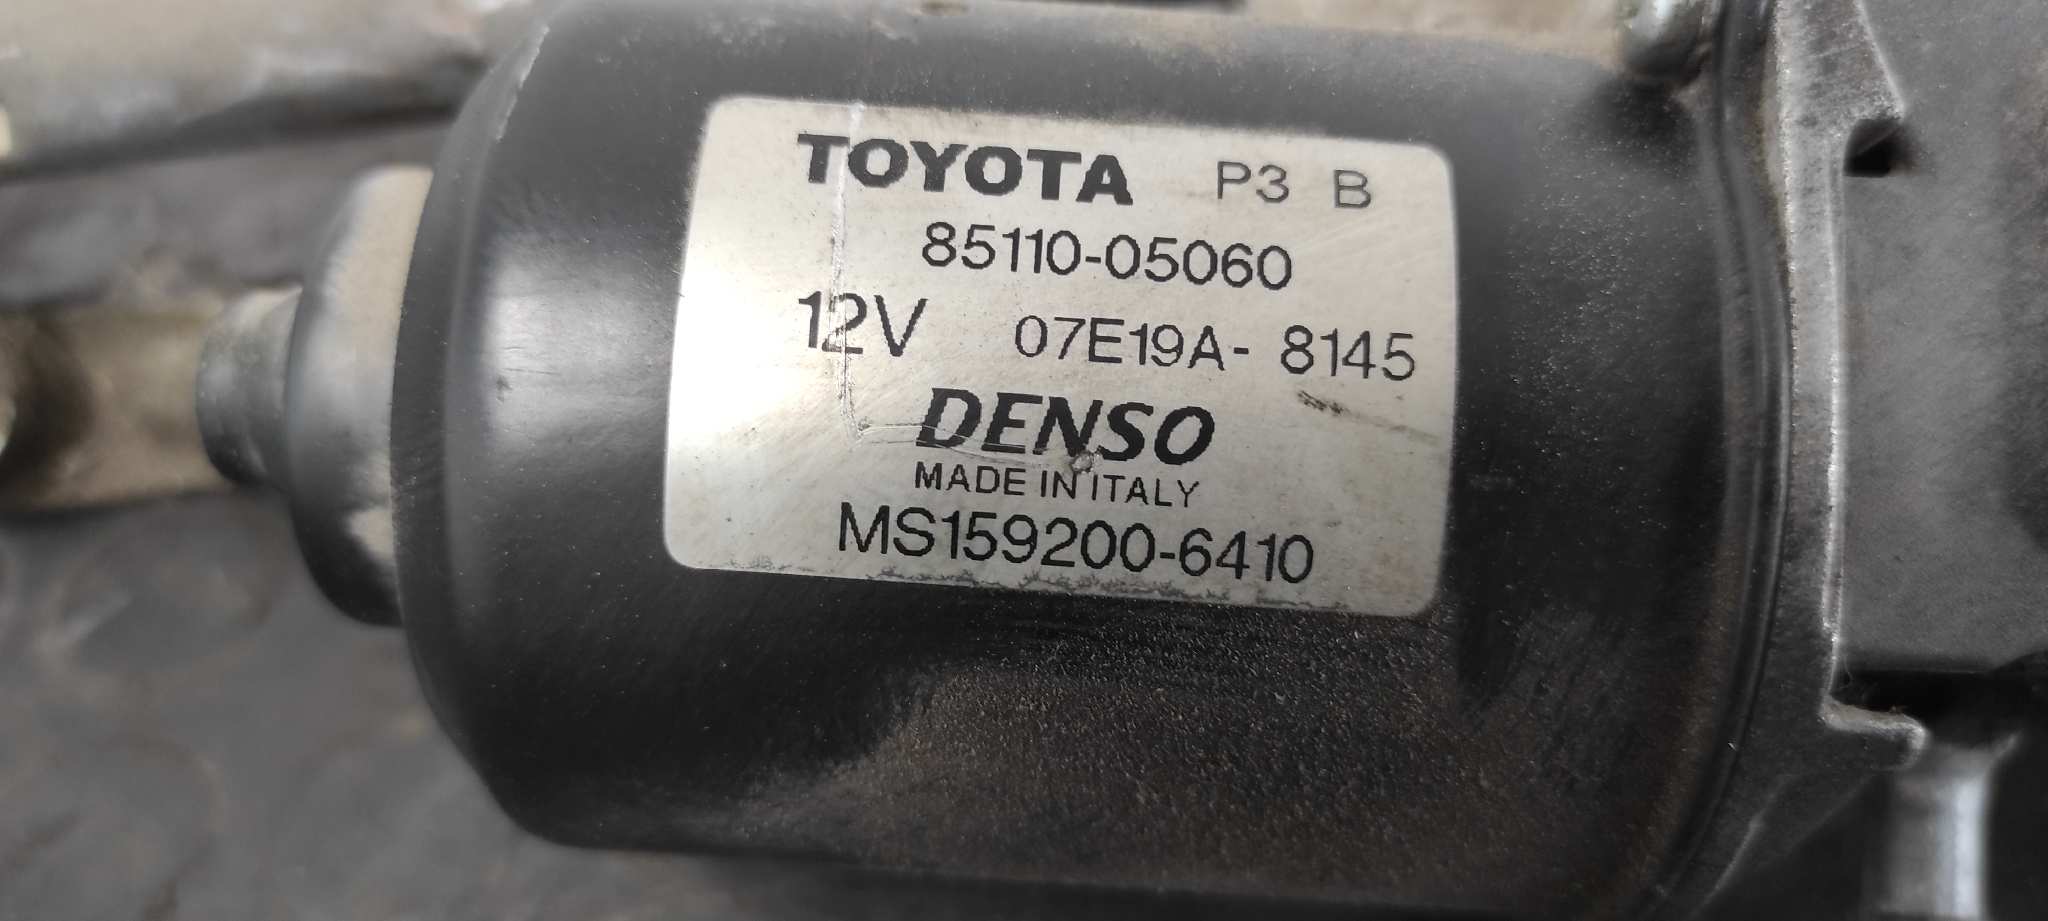 TOYOTA P3 B
85110-05060
12V 07E19A- 8145
DENSO
MADE IN ITALY
MS159200-6410